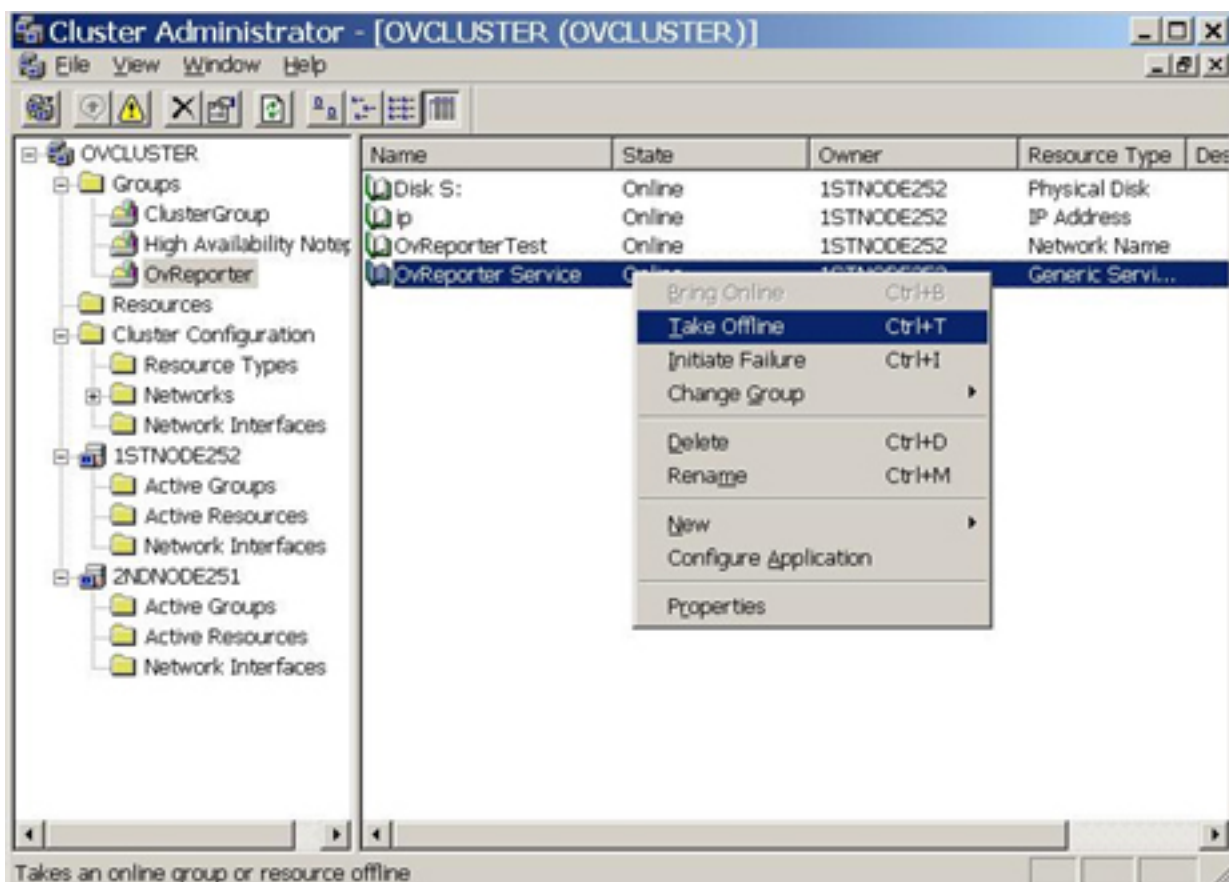 Cluster Administrator - [OVCLUSTER (OVCLUSTER)]
File View Window Help
OVCLUSTER
Groups
ClusterGroup
High Availability Notep
OvReporter
Resources
Cluster Configuration
Resource Types
Networks
Network Interfaces
1STNODE252
Active Groups
Active Resources
Network Interfaces
2NDNODE251
Active Groups
Active Resources
Network Interfaces
Name State Owner Resource Type Des
Disk S: Online 1STNODE252 Physical Disk
ip Online 1STNODE252 IP Address
OvReporterTest Online 1STNODE252 Network Name
OvReporter Service Online 1STNODE252 Generic Servi...
Bring Online Ctrl+B
Take Offline Ctrl+T
Initiate Failure Ctrl+I
Change Group
Delete Ctrl+D
Rename Ctrl+M
New
Configure Application
Properties
Takes an online group or resource offline